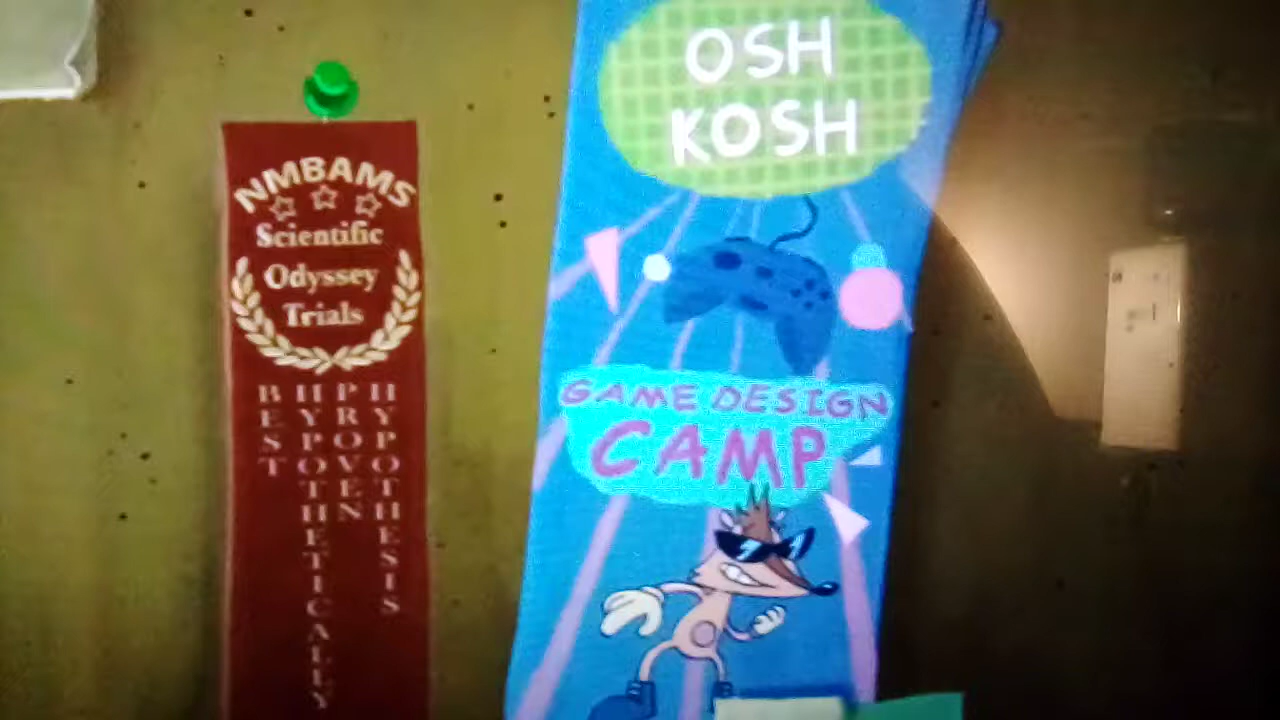 NMBAMS
Scientific
Odyssey
Trials
BEST
HYPOTHETICALLY
PROVEN
HYPOTHESIS
OSH
KOSH
GAME DESIGN
CAMP